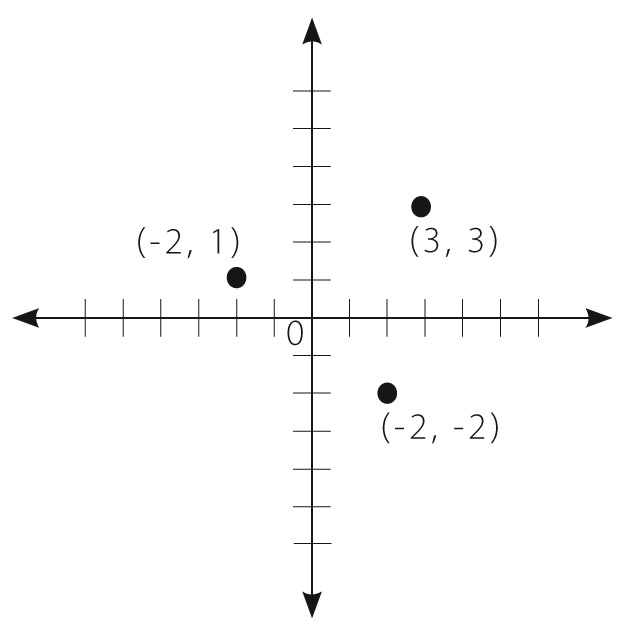 (-2, 1)
(3, 3)
0
(-2, -2)